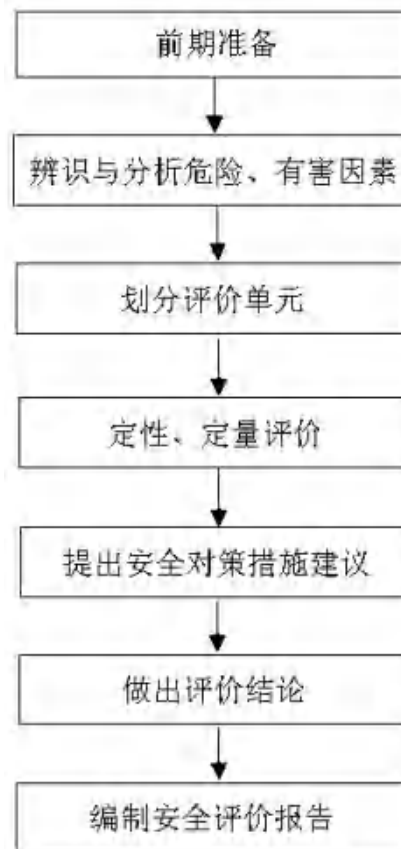 前期准备
辨识与分析危险、有害因素
划分评价单元
定性、定量评价
提出安全对策措施建议
做出评价结论
编制安全评价报告